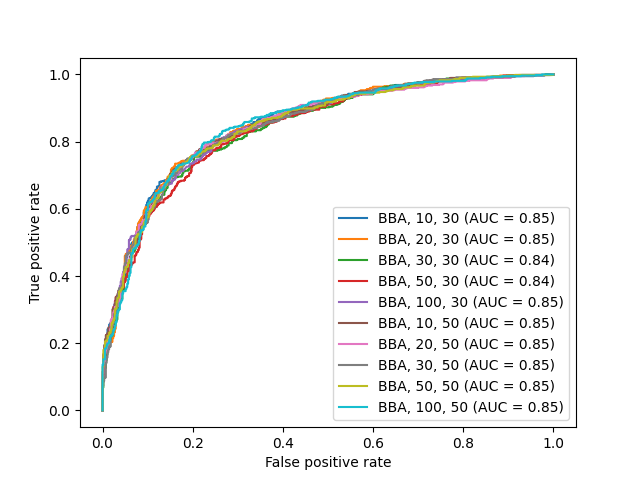 1.0
0.8
0.6
0.4
0.2
0.0
True positive rate
BBA, 10, 30 (AUC = 0.85)
BBA, 20, 30 (AUC = 0.85)
BBA, 30, 30 (AUC = 0.84)
BBA, 50, 30 (AUC = 0.84)
BBA, 100, 30 (AUC = 0.85)
BBA, 10, 50 (AUC = 0.85)
BBA, 20, 50 (AUC = 0.85)
BBA, 30, 50 (AUC = 0.85)
BBA, 50, 50 (AUC = 0.85)
BBA, 100, 50 (AUC = 0.85)
0.0 0.2 0.4 0.6 0.8 1.0
False positive rate